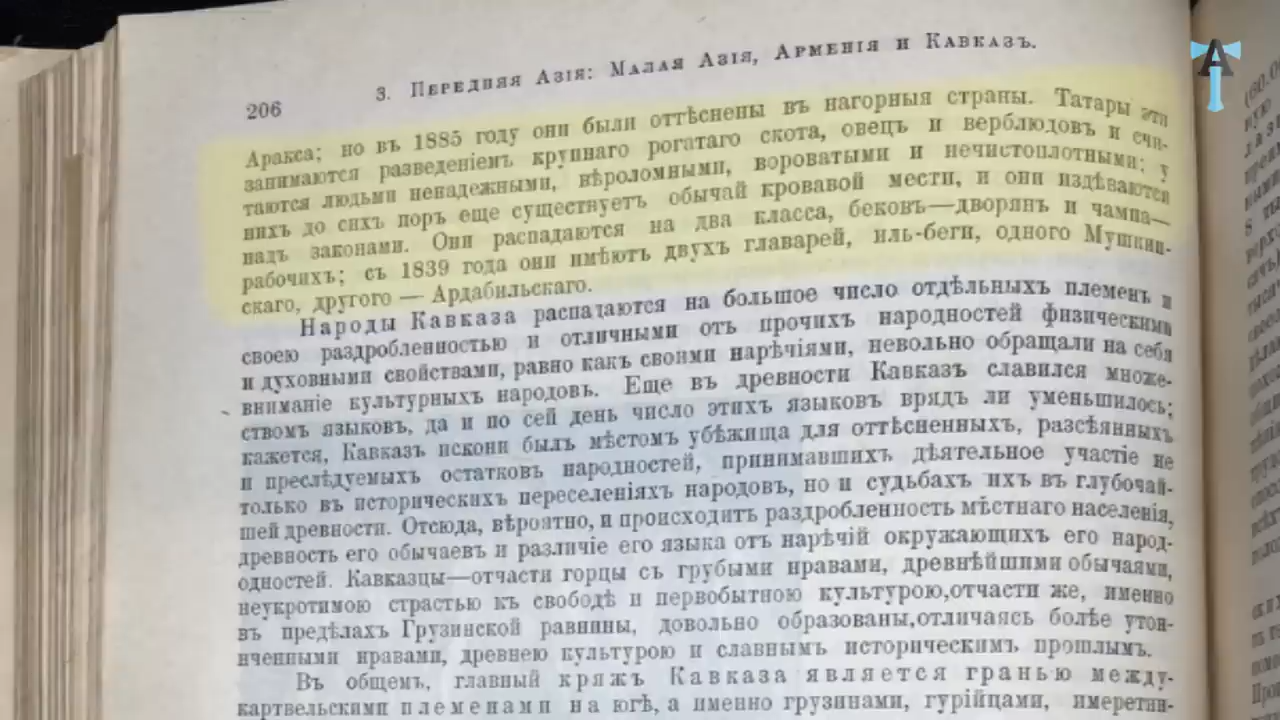 206
3. Передняя Азія: Малая Азія, Арменія и Кавказъ.
Аракса; но въ 1885 году они были оттѣснены въ нагорныя страны. Татары эти
занимаются разведеніемъ крупнаго рогатаго скота, овецъ и верблюдовъ и счи-
таются людьми ненадежными, вѣроломными, вороватыми и нечистоплотными; у
нихъ до сихъ поръ еще существуетъ обычай кровавой мести, и они издѣваются
надъ законами. Они распадаются на два класса, бековъ—дворянъ и чампа—
рабочихъ; съ 1839 года они имѣютъ двухъ главарей, иль-беги, одного Мушкин-
скаго, другого — Ардабильскаго.
Народы Кавказа распадаются на большое число отдѣльныхъ племенъ и
своею раздробленностью и отличными отъ прочихъ народностей физическими
и духовными свойствами, равно какъ своими нарѣчіями, невольно обращали на себя
вниманіе культурныхъ народовъ. Еще въ древности Кавказъ славился множе-
ствомъ языковъ, да и по сей день число этихъ языковъ врядъ ли уменьшилось;
кажется, Кавказъ искони былъ мѣстомъ убѣжища для оттѣсненныхъ, разсѣянныхъ
и преслѣдуемыхъ остатковъ народностей, принимавшихъ дѣятельное участіе не
только въ историческихъ переселеніяхъ народовъ, но и судьбахъ ихъ въ глубочай-
шей древности. Отсюда, вѣроятно, и происходитъ раздробленность мѣстнаго населенія,
древность его обычаевъ и различіе его языка отъ нарѣчій окружающихъ его народ-
одностей. Кавказцы—отчасти горцы съ грубыми нравами, древнѣйшими обычаями,
неукротимою страстью къ свободѣ и первобытною культурою,отчасти же, именно
въ предѣлахъ Грузинской равнины, довольно образованы,отличаясь болѣе утон-
нченными нравами, древнею культурою и славнымъ историческимъ прошлымъ.
Въ общемъ, главный кряжъ Кавказа является гранью между-
картвельскими племенами на югѣ, а именно грузинами, гурійцами, имеретин-